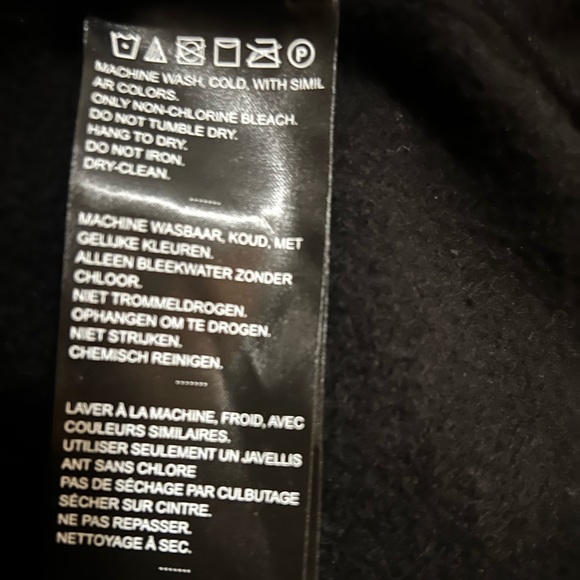 P
MACHINE WASH, COLD, WITH SIMIL
AR COLORS.
ONLY NON-CHLORINE BLEACH.
DO NOT TUMBLE DRY.
HANG TO DRY.
DO NOT IRON.
DRY-CLEAN.
-------
MACHINE WASBAAR, KOUD, MET
GELIJKE KLEUREN.
ALLEEN BLEEKWATER ZONDER
CHLOOR.
NIET TROMMELDROGEN.
OPHANGEN OM TE DROGEN.
NIET STRIJKEN.
CHEMISCH REINIGEN.
-------
LAVER À LA MACHINE, FROID, AVEC
COULEURS SIMILAIRES.
UTILISER SEULEMENT UN JAVELLIS
ANT SANS CHLORE
PAS DE SÉCHAGE PAR CULBUTAGE
SÉCHER SUR CINTRE.
NE PAS REPASSER.
NETTOYAGE À SEC.
-------